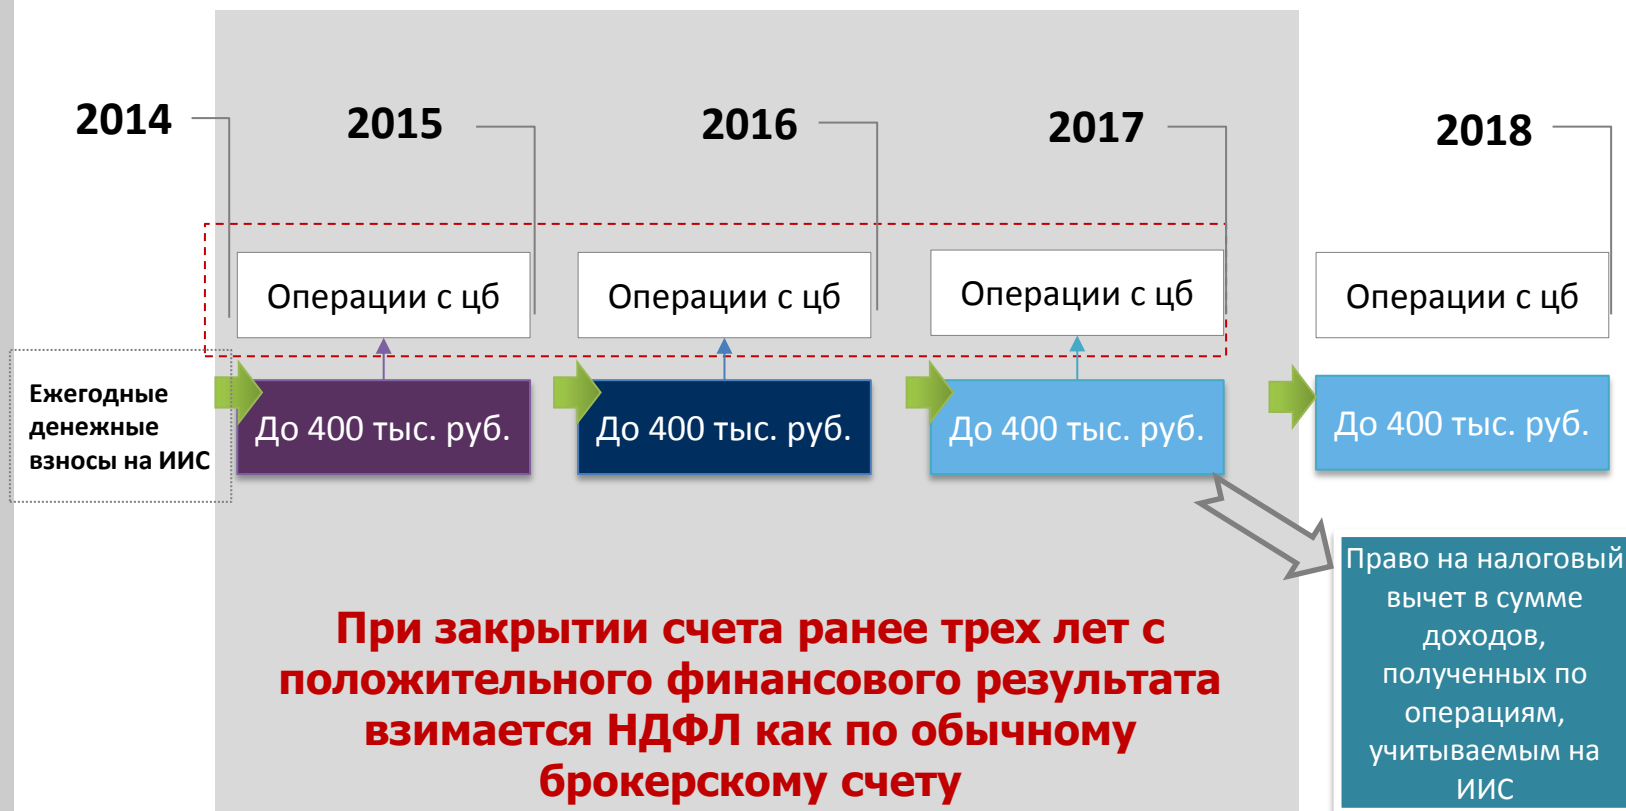 2014
2015
2016
2017
2018
Операции с цб
Операции с цб
Операции с цб
Операции с цб
Ежегодные
денежные
взносы на ИИС
До 400 тыс. руб.
До 400 тыс. руб.
До 400 тыс. руб.
До 400 тыс. руб.
При закрытии счета ранее трех лет с
положительного финансового результата
взимается НДФЛ как по обычному
брокерскому счету
Право на налоговый
вычет в сумме
доходов,
полученных по
операциям,
учитываемым на
ИИС